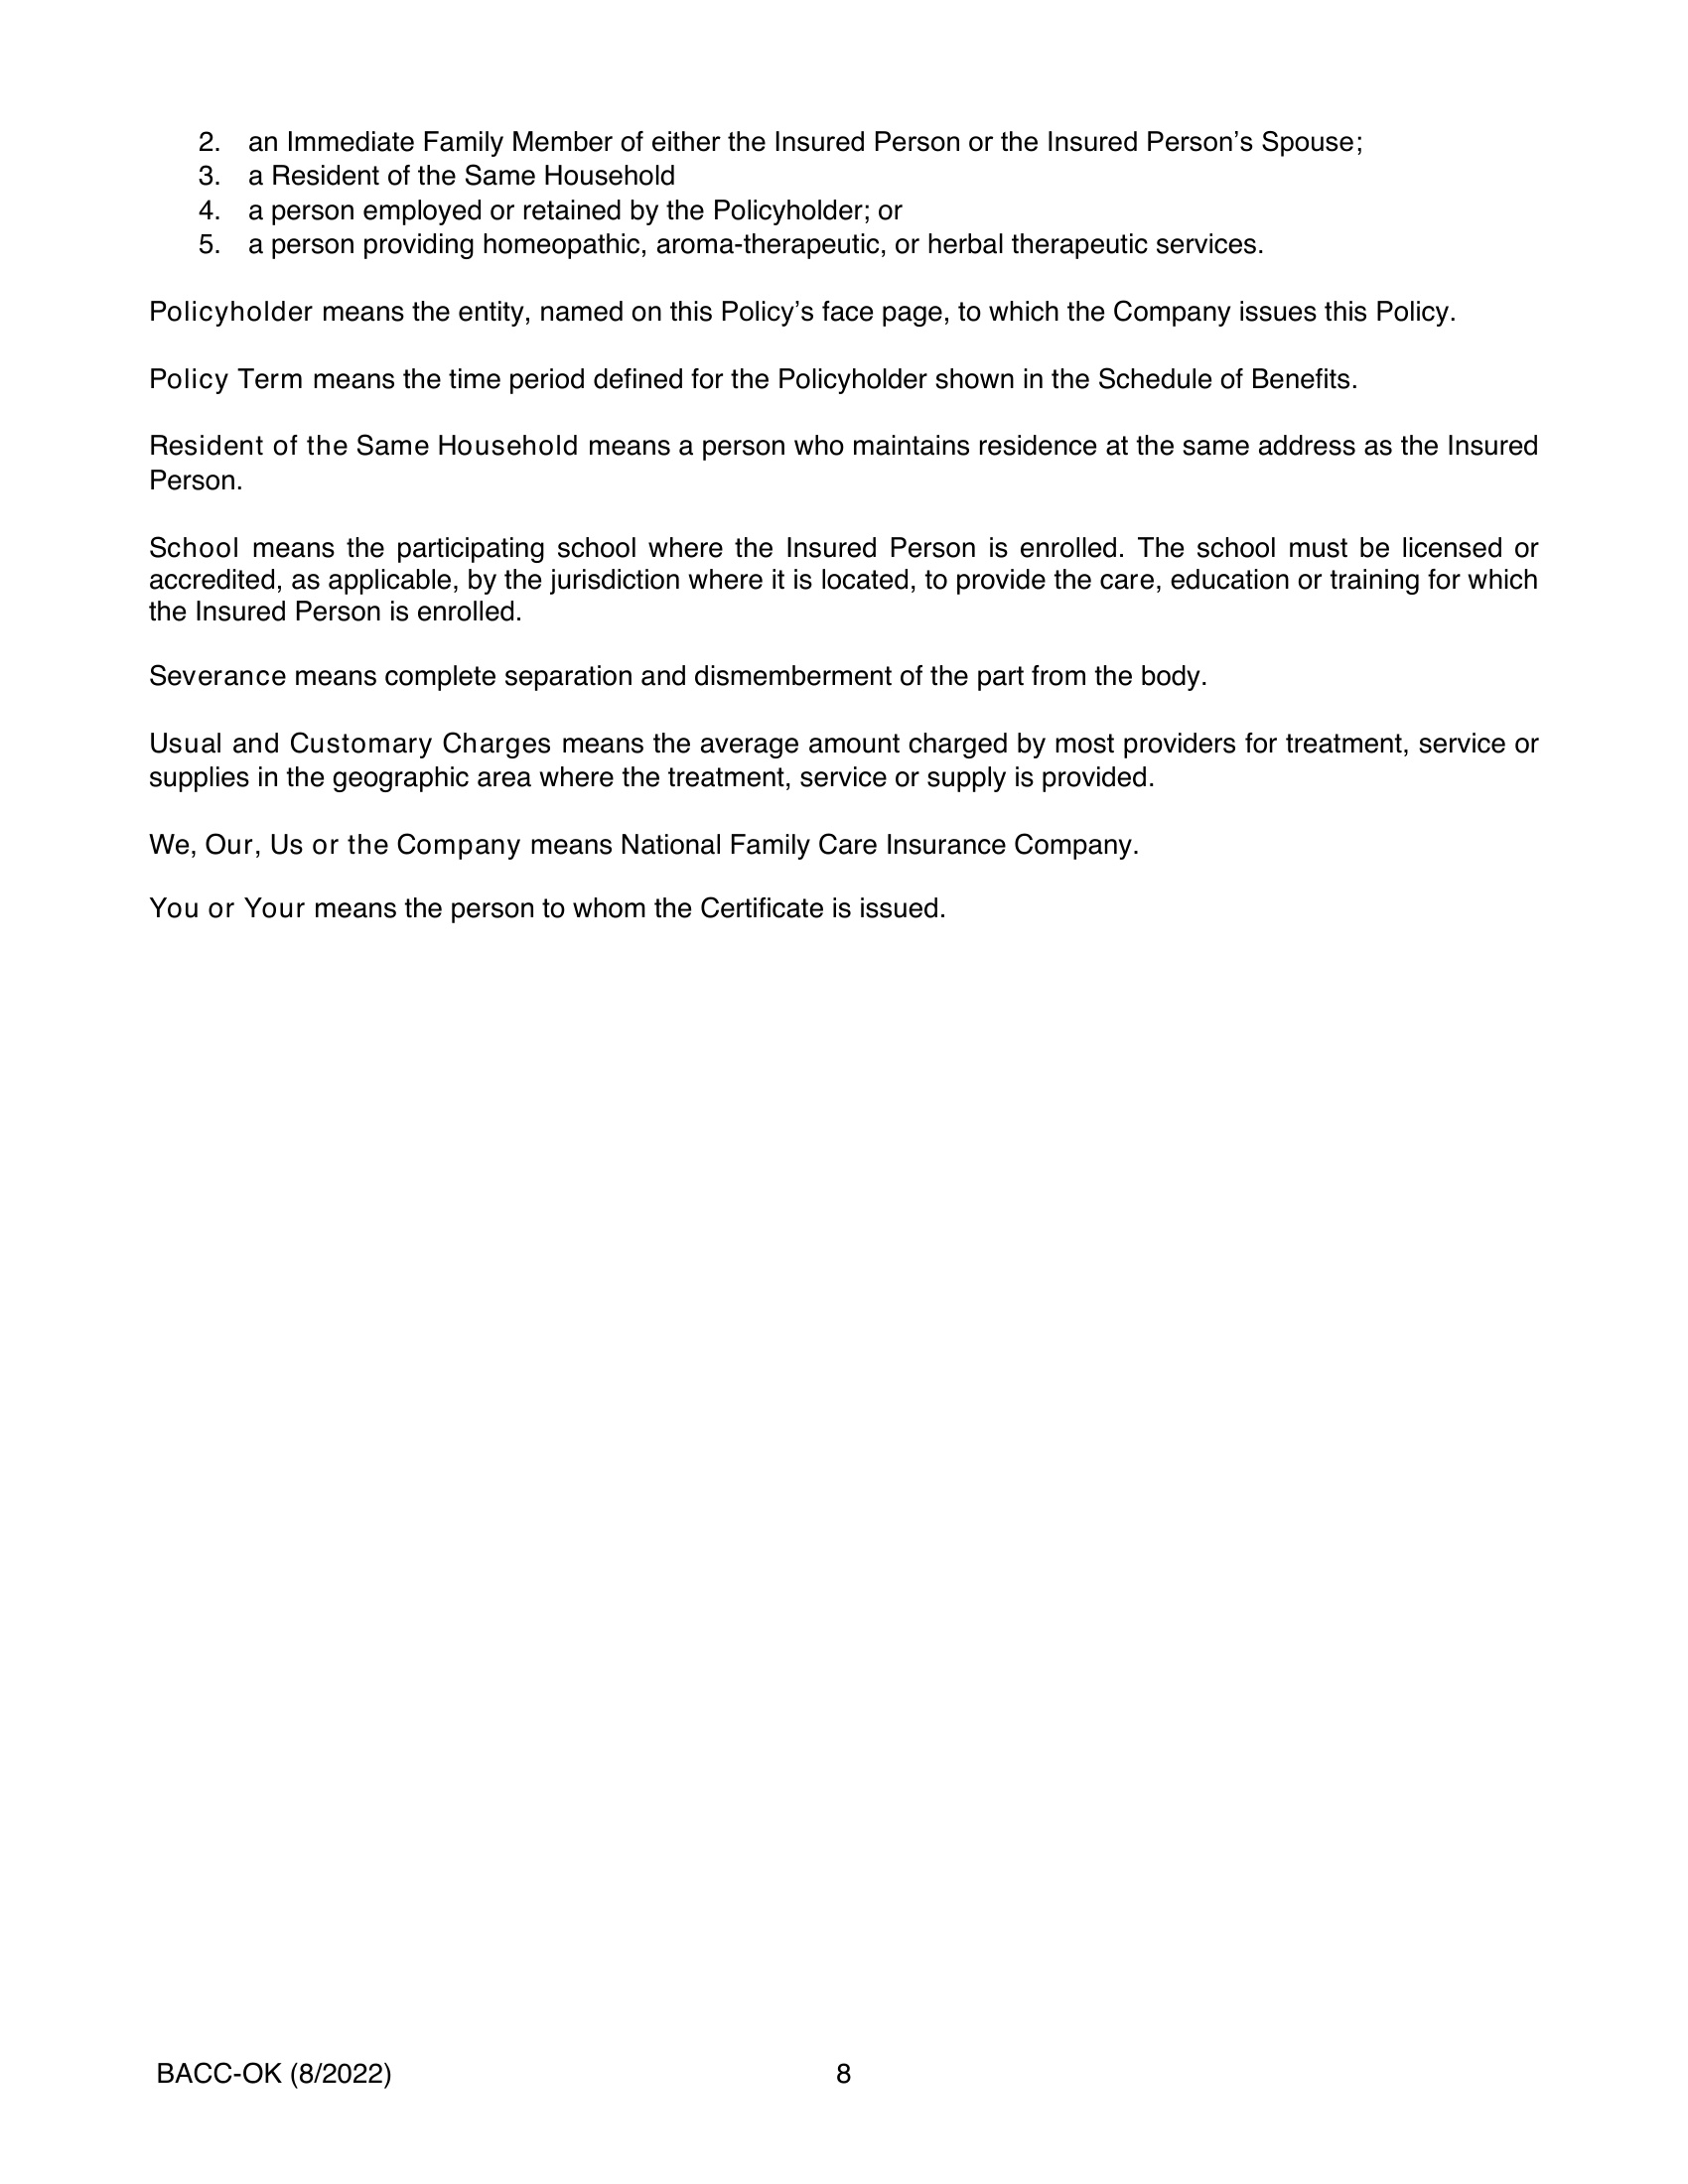 2. an Immediate Family Member of either the Insured Person or the Insured Person’s Spouse;
3. a Resident of the Same Household
4. a person employed or retained by the Policyholder; or
5. a person providing homeopathic, aroma-therapeutic, or herbal therapeutic services.
Policyholder means the entity, named on this Policy’s face page, to which the Company issues this Policy.
Policy Term means the time period defined for the Policyholder shown in the Schedule of Benefits.
Resident of the Same Household means a person who maintains residence at the same address as the Insured
Person.
School means the participating school where the Insured Person is enrolled. The school must be licensed or
accredited, as applicable, by the jurisdiction where it is located, to provide the care, education or training for which
the Insured Person is enrolled.
Severance means complete separation and dismemberment of the part from the body.
Usual and Customary Charges means the average amount charged by most providers for treatment, service or
supplies in the geographic area where the treatment, service or supply is provided.
We, Our, Us or the Company means National Family Care Insurance Company.
You or Your means the person to whom the Certificate is issued.
BACC-OK (8/2022) 8